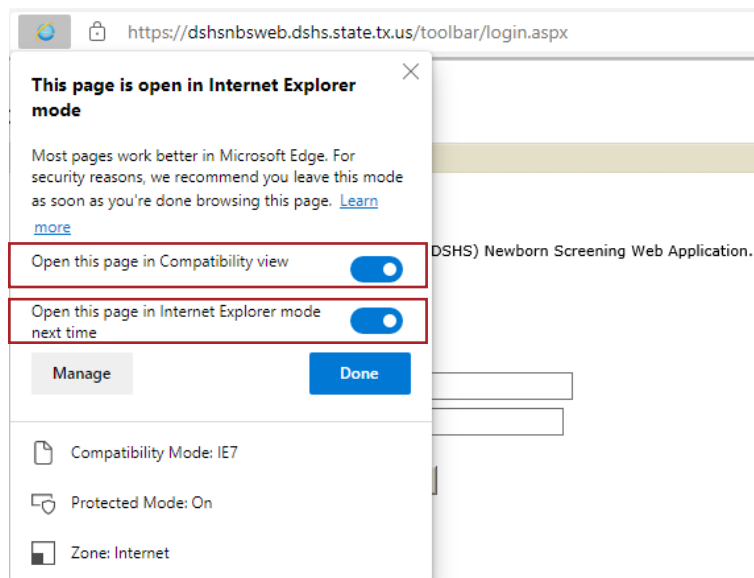 https://dshsnbsweb.dshs.state.tx.us/toolbar/login.aspx
This page is open in Internet Explorer
mode
Most pages work better in Microsoft Edge. For
security reasons, we recommend you leave this mode
as soon as you're done browsing this page. Learn
more
Open this page in Compatibility view
DSHS) Newborn Screening Web Application.
Open this page in Internet Explorer mode
next time
Manage
Done
Compatibility Mode: IE7
Protected Mode: On
Zone: Internet